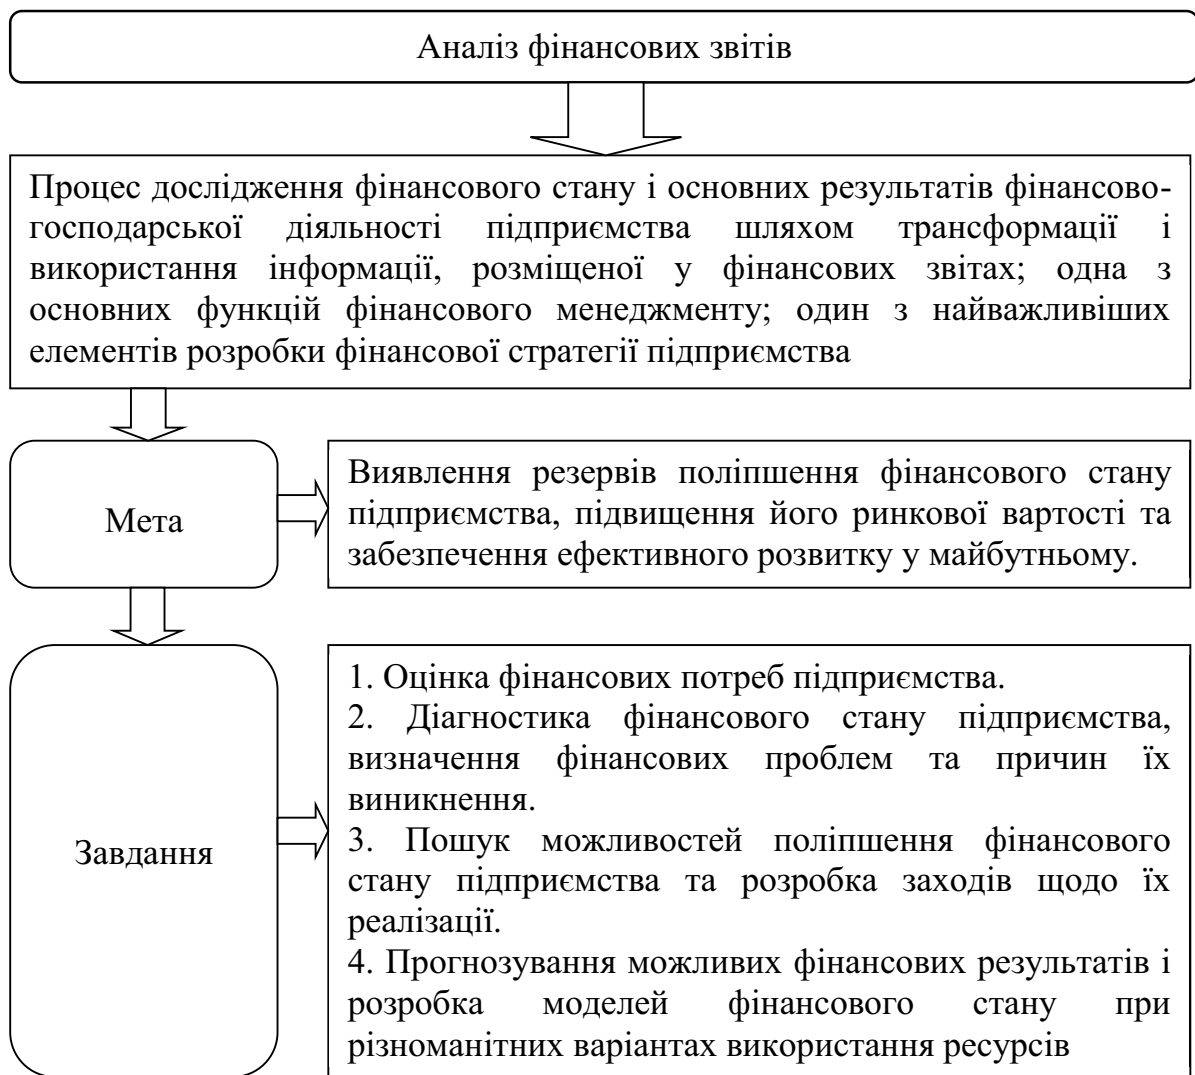 Аналіз фінансових звітів
Процес дослідження фінансового стану і основних результатів фінансово-
господарської діяльності підприємства шляхом трансформації і
використання інформації, розміщеної у фінансових звітах; одна з
основних функцій фінансового менеджменту; один з найважливіших
елементів розробки фінансової стратегії підприємства
Мета
Виявлення резервів поліпшення фінансового стану
підприємства, підвищення його ринкової вартості та
забезпечення ефективного розвитку у майбутньому.
Завдання
1. Оцінка фінансових потреб підприємства.
2. Діагностика фінансового стану підприємства,
визначення фінансових проблем та причин їх
виникнення.
3. Пошук можливостей поліпшення фінансового
стану підприємства та розробка заходів щодо їх
реалізації.
4. Прогнозування можливих фінансових результатів і
розробка моделей фінансового стану при
різноманітних варіантах використання ресурсів